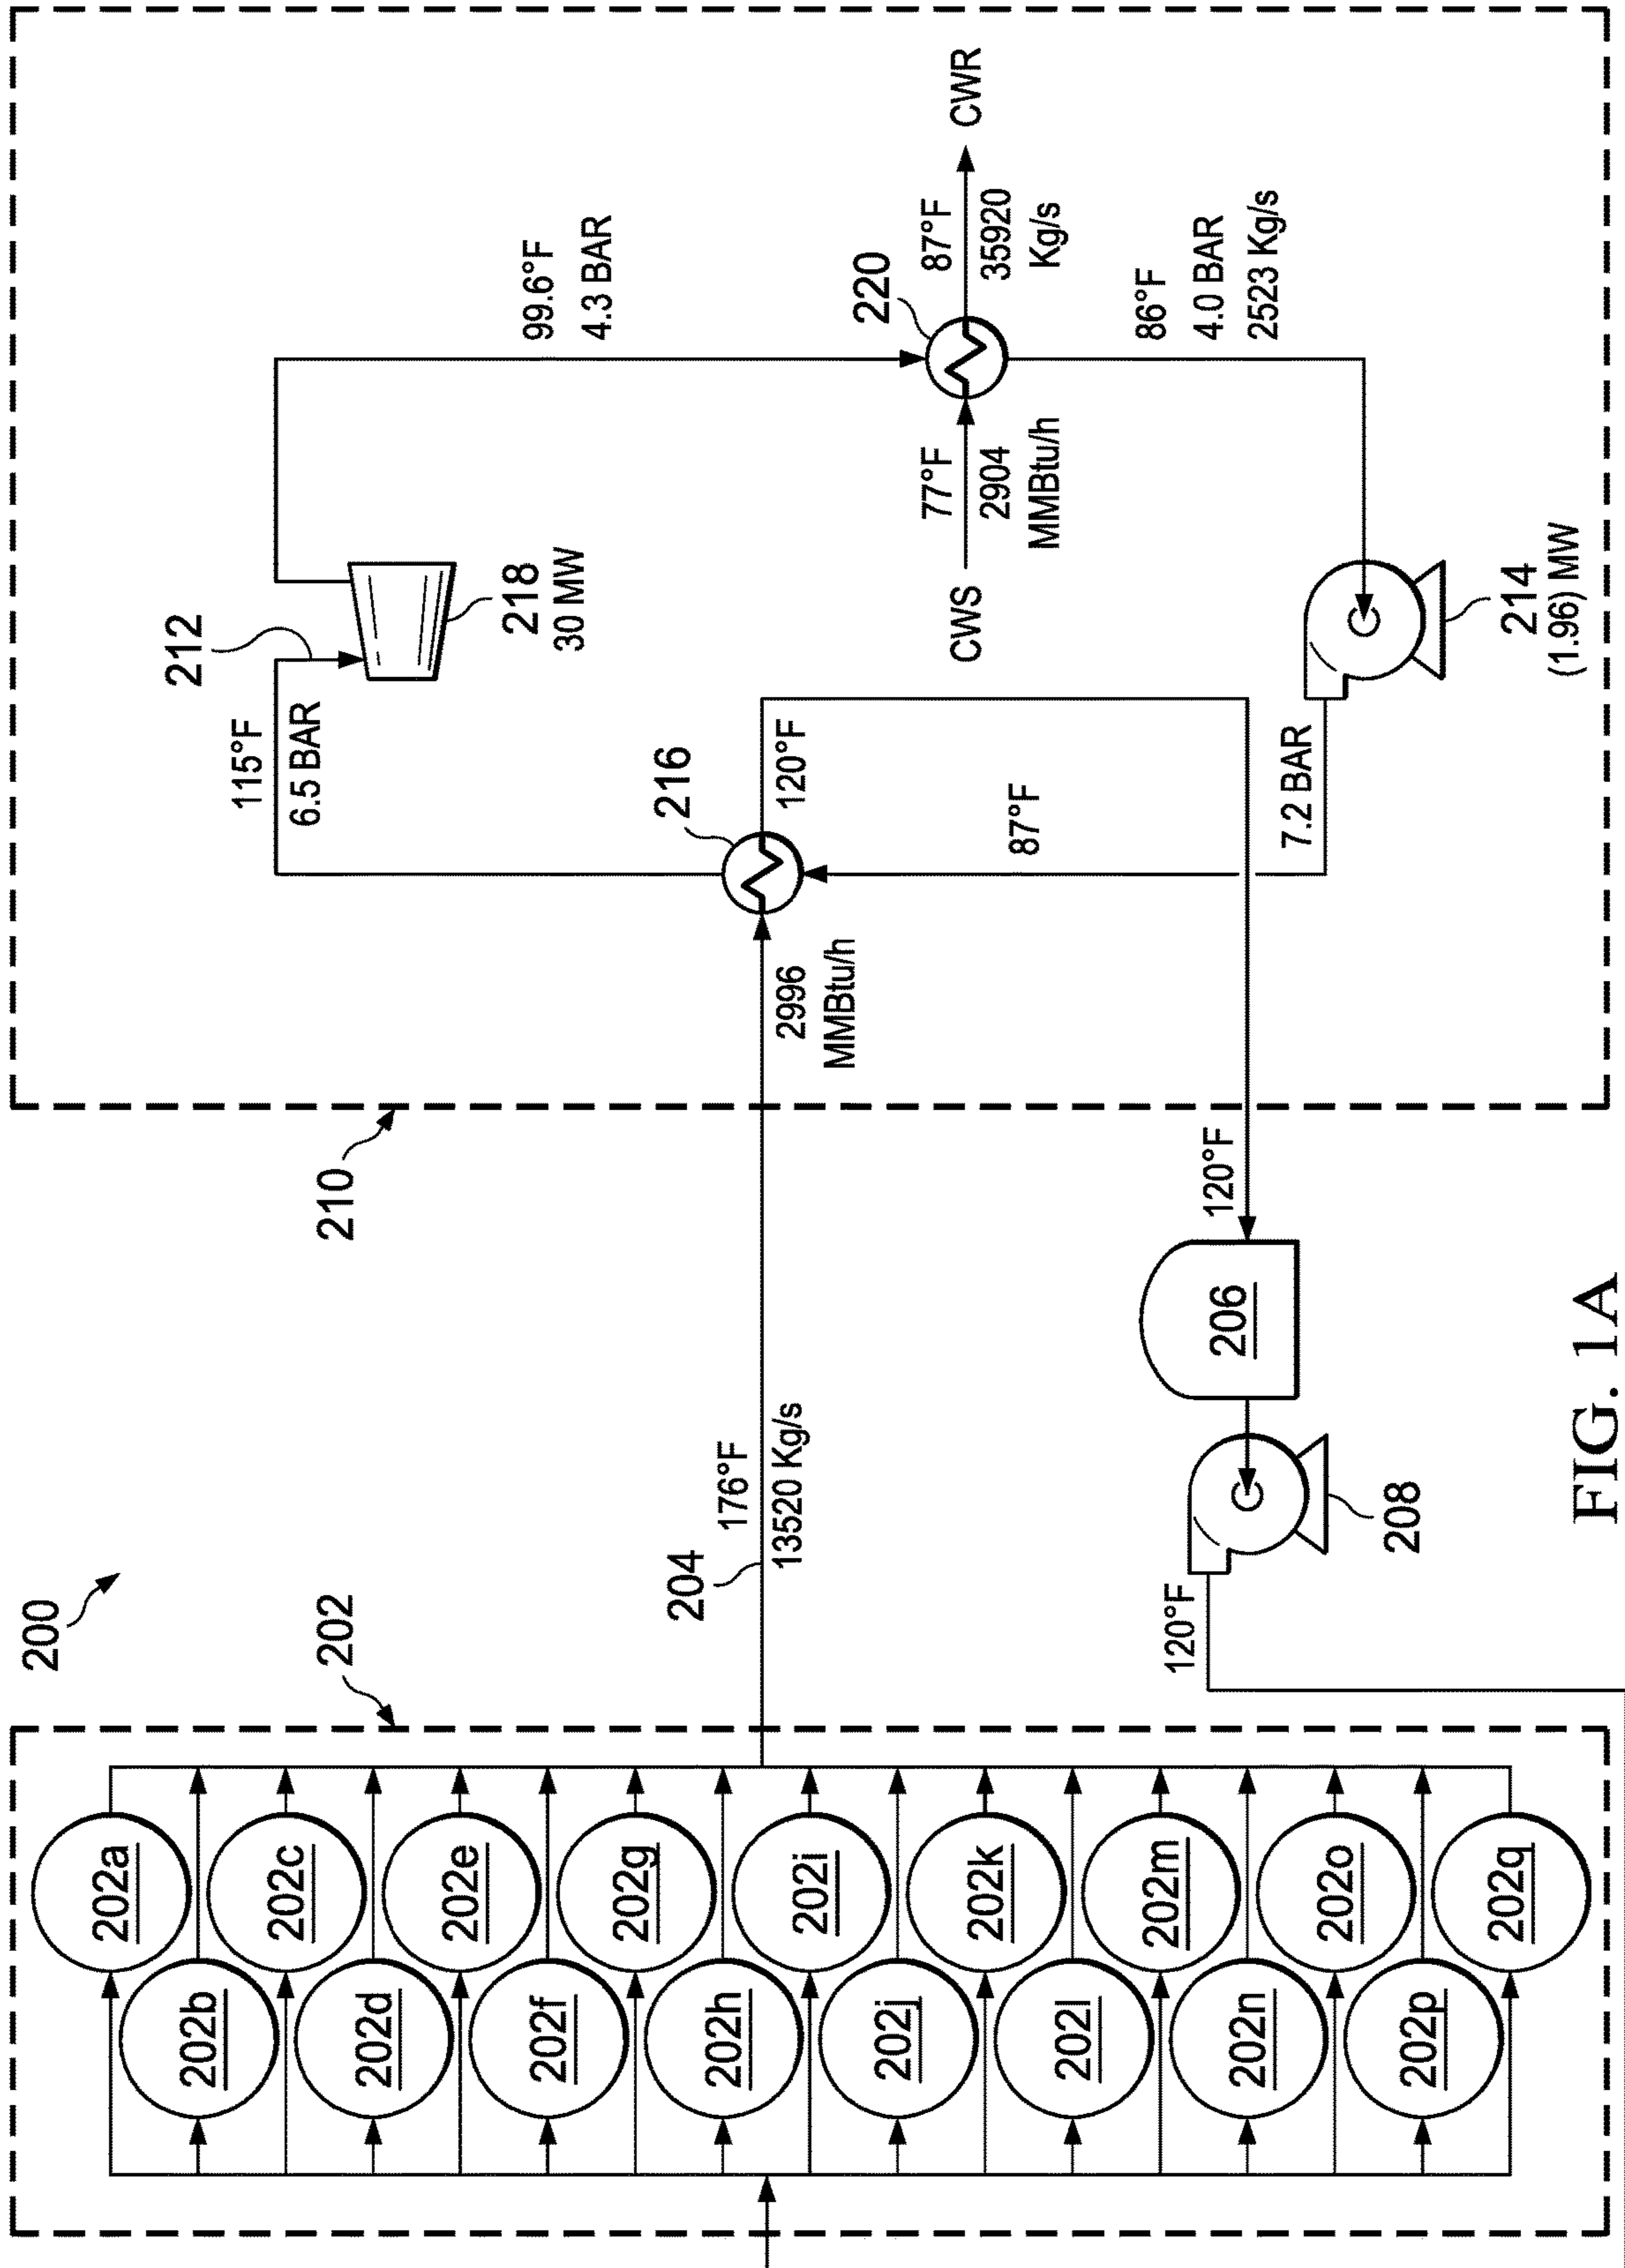 200
202
202a
202b
202c
202d
202e
202f
202g
202h
202i
202j
202k
202l
202m
202n
202o
202p
202q
204
176°F
13520 Kg/s
210
2996
MMBtu/h
216
120°F
115°F
6.5 BAR
212
218
30 MW
99.6°F
4.3 BAR
220
CWS
77°F
2904
MMBtu/h
87°F
35920
Kg/s
CWR
86°F
4.0 BAR
2523 Kg/s
214
(1.96) MW
7.2 BAR
87°F
120°F
206
208
120°F
FIG. 1A